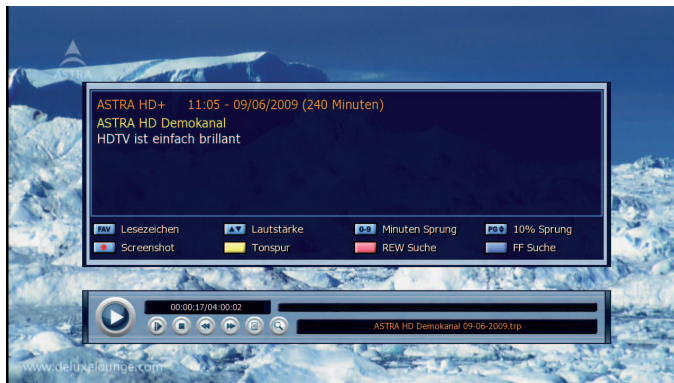 ASTRA
ASTRA HD+ 11:05 - 09/06/2009 (240 Minuten)
ASTRA HD Demokanal
HDTV ist einfach brillant
FAV Lesezeichen ▲▼ Lautstärke 0-9 Minuten Sprung PG 10% Sprung
Screenshot Tonspur REW Suche FF Suche
00:00:17/04:00:02
ASTRA HD Demokanal 09-06-2009.trp
www.deluxelounge.com